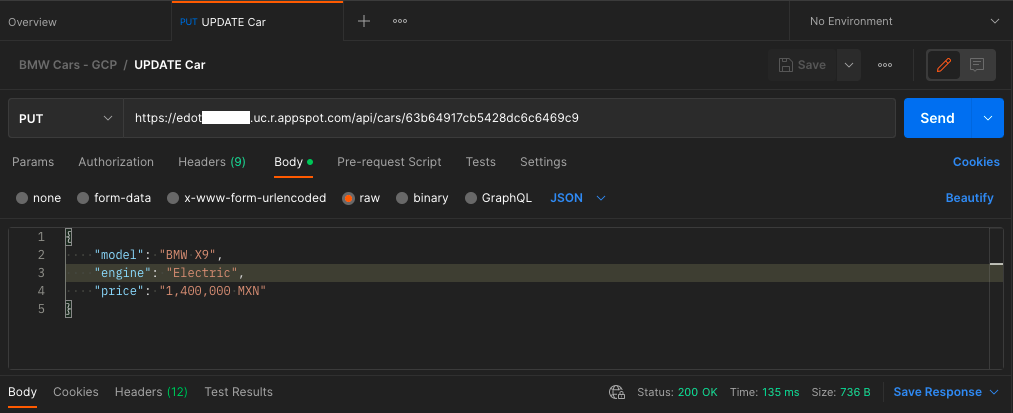 Overview PUT UPDATE Car No Environment
BMW Cars - GCP / UPDATE Car Save
PUT https://edot .uc.r.appspot.com/api/cars/63b64917cb5428dc6c6469c9 Send
Params Authorization Headers (9) Body Pre-request Script Tests Settings Cookies
none form-data x-www-form-urlencoded raw binary GraphQL JSON Beautify
1 {
2 "model": "BMW X9",
3 "engine": "Electric",
4 "price": "1,400,000 MXN"
5 }
Body Cookies Headers (12) Test Results Status: 200 OK Time: 135 ms Size: 736 B Save Response